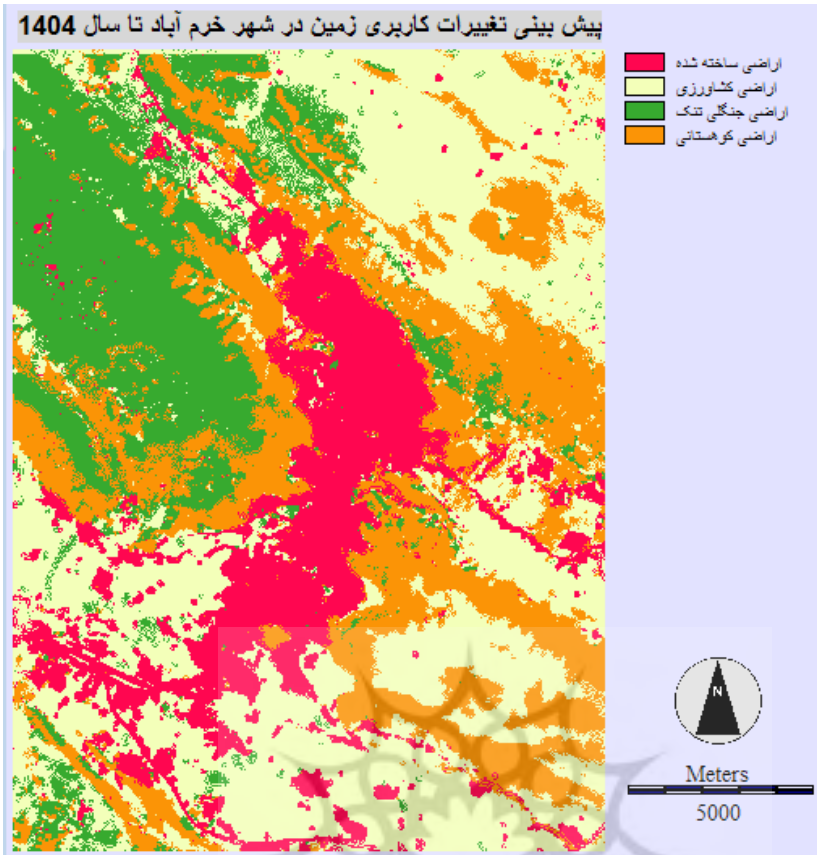 پیش بینی تغییرات کاربری زمین در شهر خرم آباد تا سال 1404
اراضی ساخته شده
اراضی کشاورزی
اراضی جنگلی تنک
اراضی کوهستانی
N
Meters
5000